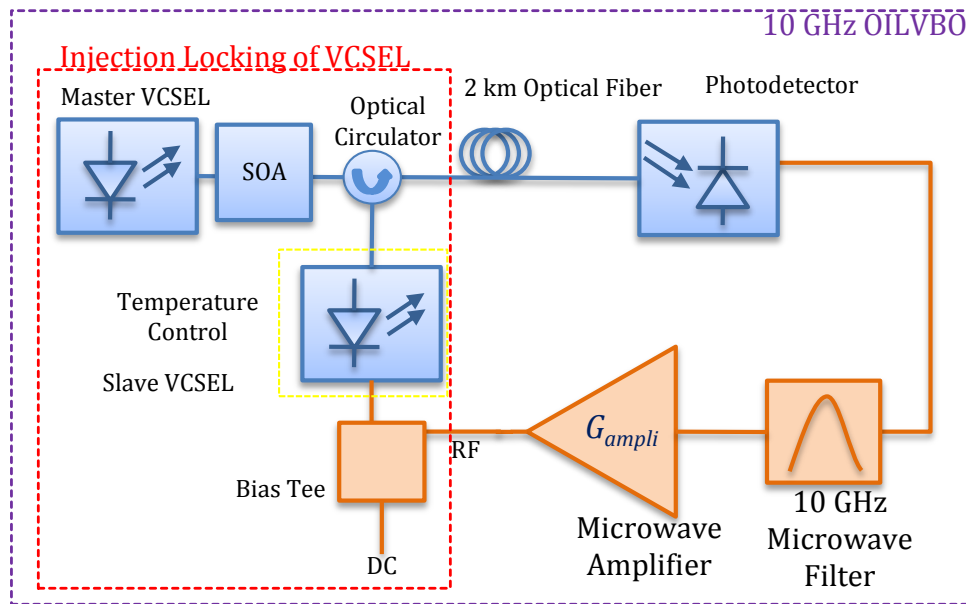 10 GHz OILVBO
Injection Locking of VCSEL
Master VCSEL
SOA
Optical
Circulator
2 km Optical Fiber
Photodetector
Temperature
Control
Slave VCSEL
Bias Tee
DC
RF
G_ampli
Microwave
Amplifier
10 GHz
Microwave
Filter